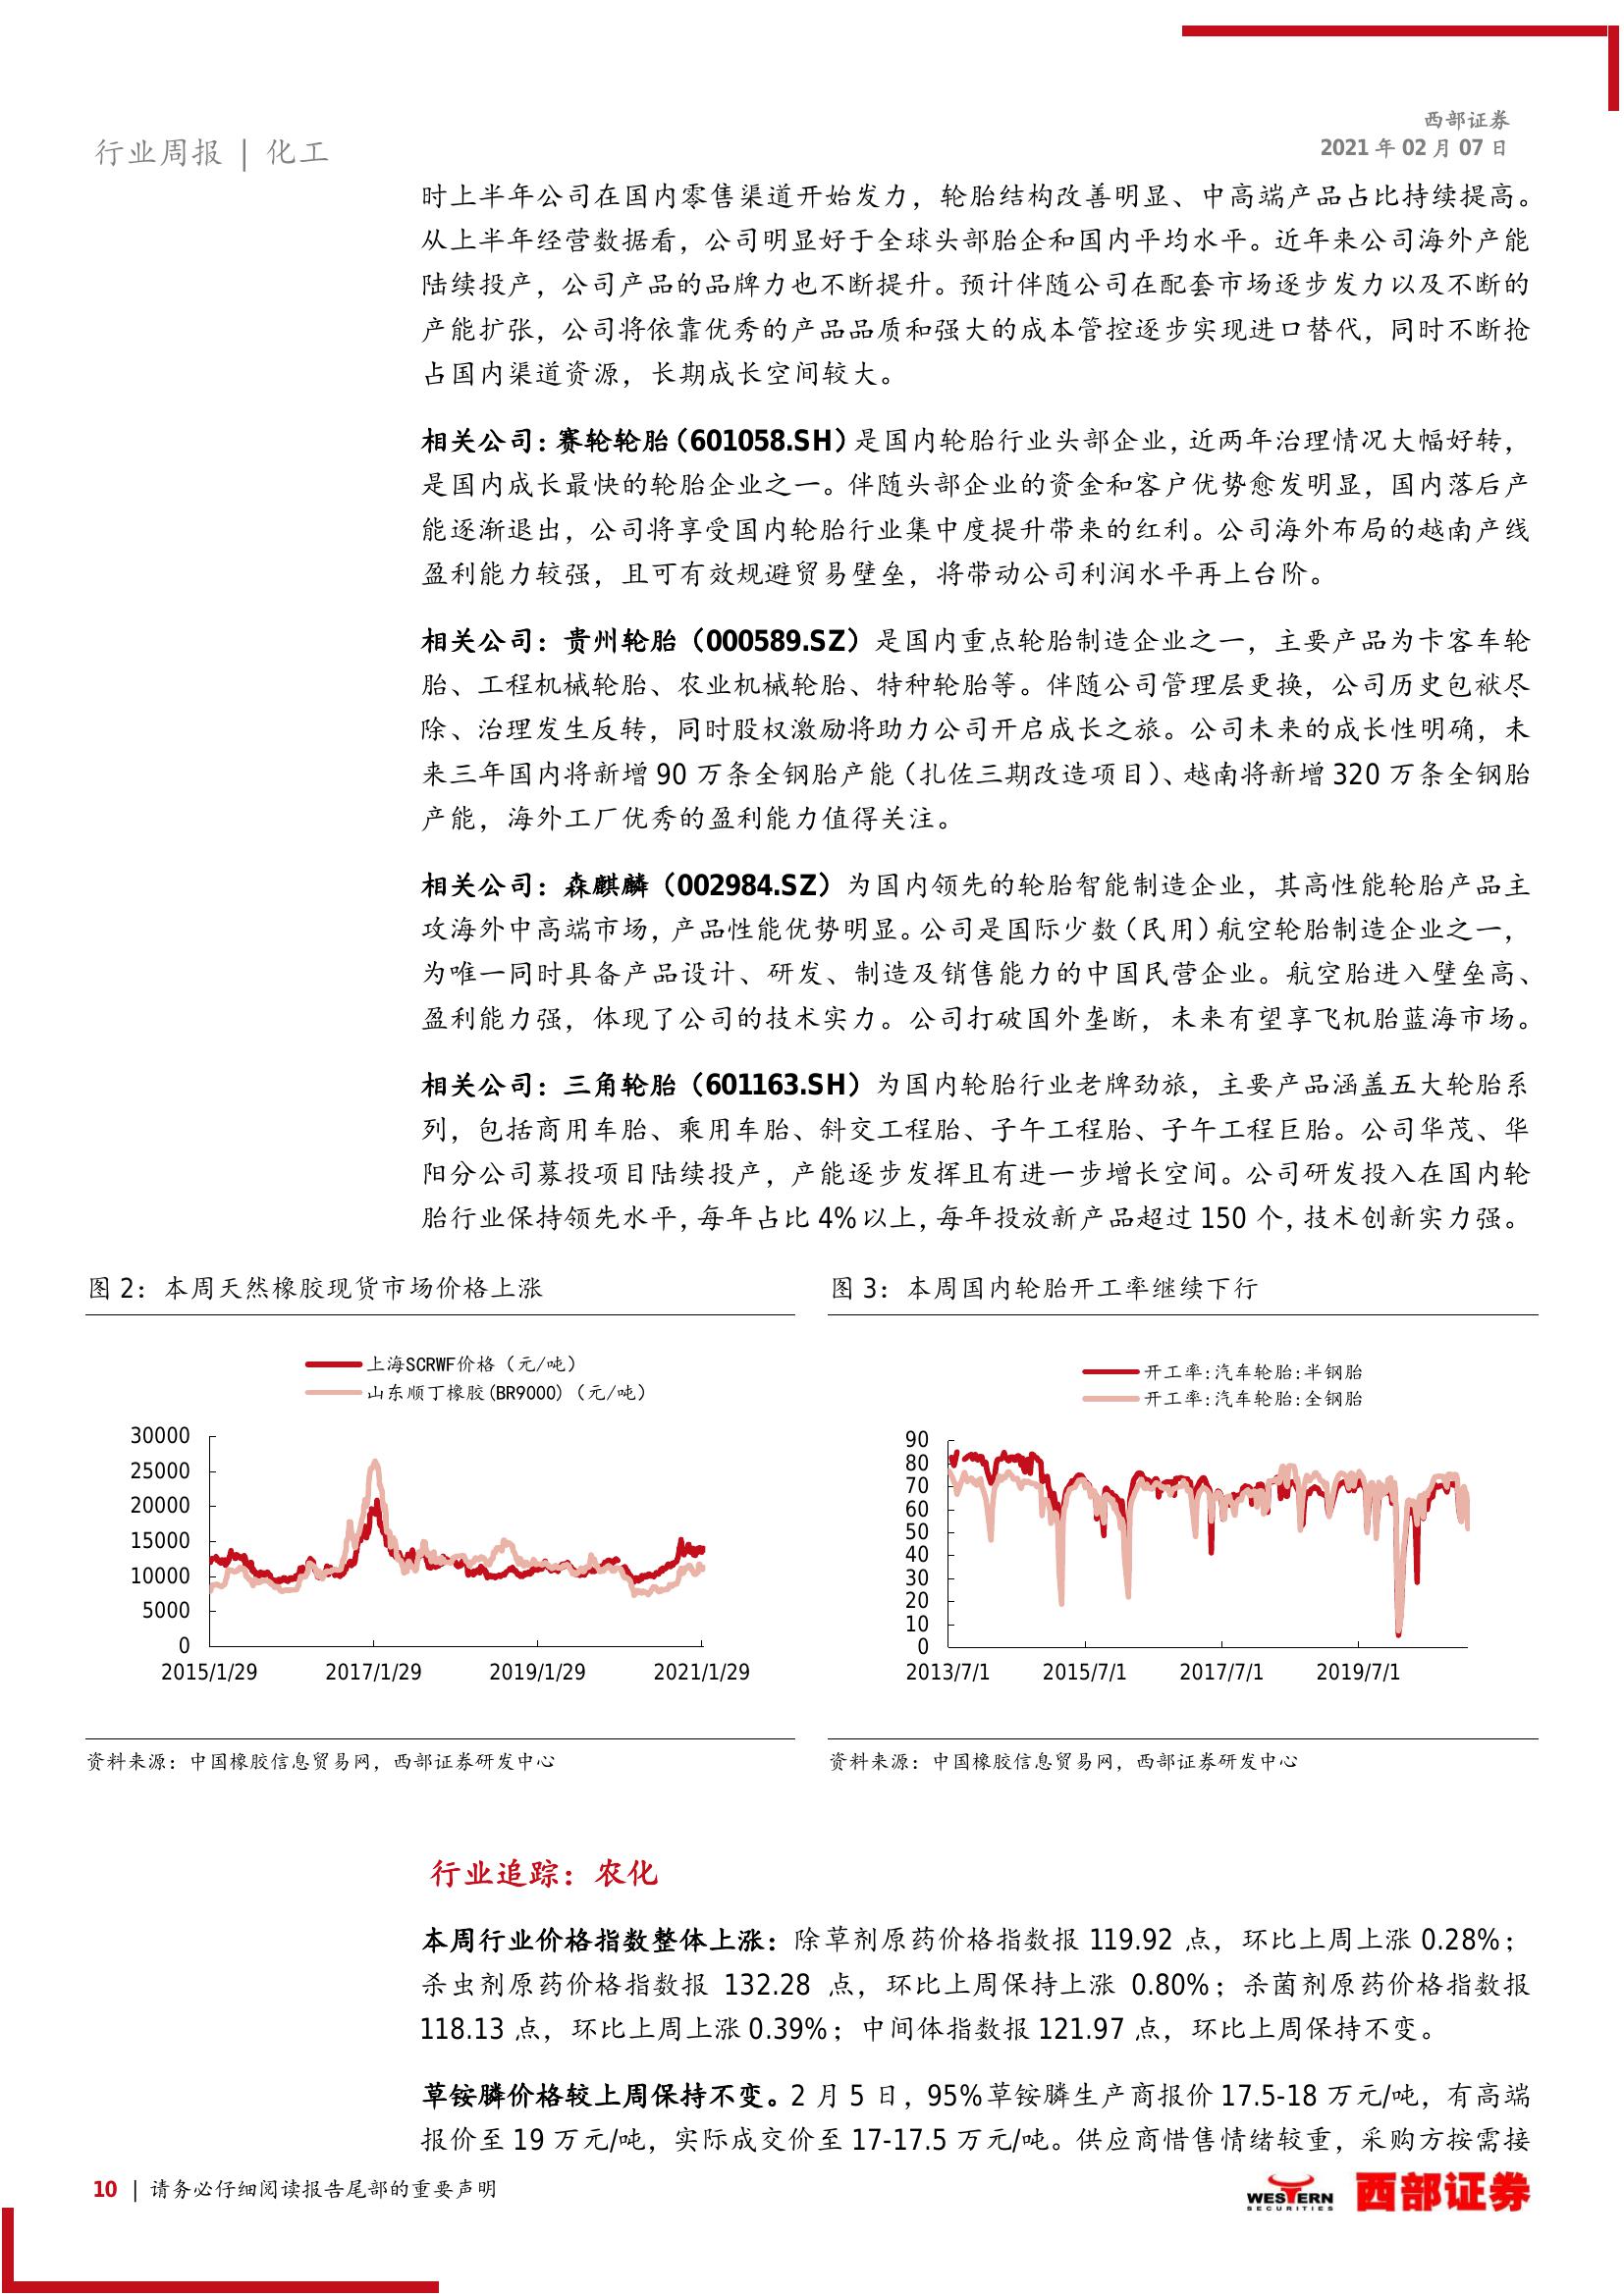 西部证券
行业周报 | 化工
2021 年 02 月 07 日
时上半年公司在国内零售渠道开始发力，轮胎结构改善明显、中高端产品占比持续提高。
从上半年经营数据看，公司明显好于全球头部胎企和国内平均水平。近年来公司海外产能
陆续投产，公司产品的品牌力也不断提升。预计伴随公司在配套市场逐步发力以及不断的
产能扩张，公司将依靠优秀的产品品质和强大的成本管控逐步实现进口替代，同时不断抢
占国内渠道资源，长期成长空间较大。
相关公司：赛轮轮胎（601058.SH）是国内轮胎行业头部企业，近两年治理情况大幅好转，
是国内成长最快的轮胎企业之一。伴随头部企业的资金和客户优势愈发明显，国内落后产
能逐渐退出，公司将享受国内轮胎行业集中度提升带来的红利。公司海外布局的越南产线
盈利能力较强，且可有效规避贸易壁垒，将带动公司利润水平再上台阶。
相关公司：贵州轮胎（000589.SZ）是国内重点轮胎制造企业之一，主要产品为卡客车轮
胎、工程机械轮胎、农业机械轮胎、特种轮胎等。伴随公司管理层更换，公司历史包袱尽
除、治理发生反转，同时股权激励将助力公司开启成长之旅。公司未来的成长性明确，未
来三年国内将新增 90 万条全钢胎产能（扎佐三期改造项目）、越南将新增 320 万条全钢胎
产能，海外工厂优秀的盈利能力值得关注。
相关公司：森麒麟（002984.SZ）为国内领先的轮胎智能制造企业，其高性能轮胎产品主
攻海外中高端市场，产品性能优势明显。公司是国际少数（民用）航空轮胎制造企业之一，
为唯一同时具备产品设计、研发、制造及销售能力的中国民营企业。航空胎进入壁垒高、
盈利能力强，体现了公司的技术实力。公司打破国外垄断，未来有望享飞机胎蓝海市场。
相关公司：三角轮胎（601163.SH）为国内轮胎行业老牌劲旅，主要产品涵盖五大轮胎系
列，包括商用车胎、乘用车胎、斜交工程胎、子午工程胎、子午工程巨胎。公司华茂、华
阳分公司募投项目陆续投产，产能逐步发挥且有进一步增长空间。公司研发投入在国内轮
胎行业保持领先水平，每年占比 4%以上，每年投放新产品超过 150 个，技术创新实力强。
图 2：本周天然橡胶现货市场价格上涨
上海SCRWF价格（元/吨）
山东顺丁橡胶(BR9000)（元/吨）
30000
25000
20000
15000
10000
5000
0
2015/1/29 2017/1/29 2019/1/29 2021/1/29
资料来源：中国橡胶信息贸易网，西部证券研发中心
图 3：本周国内轮胎开工率继续下行
开工率:汽车轮胎:半钢胎
开工率:汽车轮胎:全钢胎
90
80
70
60
50
40
30
20
10
0
2013/7/1 2015/7/1 2017/7/1 2019/7/1
资料来源：中国橡胶信息贸易网，西部证券研发中心
行业追踪：农化
本周行业价格指数整体上涨：除草剂原药价格指数报 119.92 点，环比上周上涨 0.28%；
杀虫剂原药价格指数报 132.28 点，环比上周保持上涨 0.80%；杀菌剂原药价格指数报
118.13 点，环比上周上涨 0.39%；中间体指数报 121.97 点，环比上周保持不变。
草铵膦价格较上周保持不变。2 月 5 日，95%草铵膦生产商报价 17.5-18 万元/吨，有高端
报价至 19 万元/吨，实际成交价至 17-17.5 万元/吨。供应商惜售情绪较重，采购方按需接
10 | 请务必仔细阅读报告尾部的重要声明
WESTERN
SECURITIES
西部证券